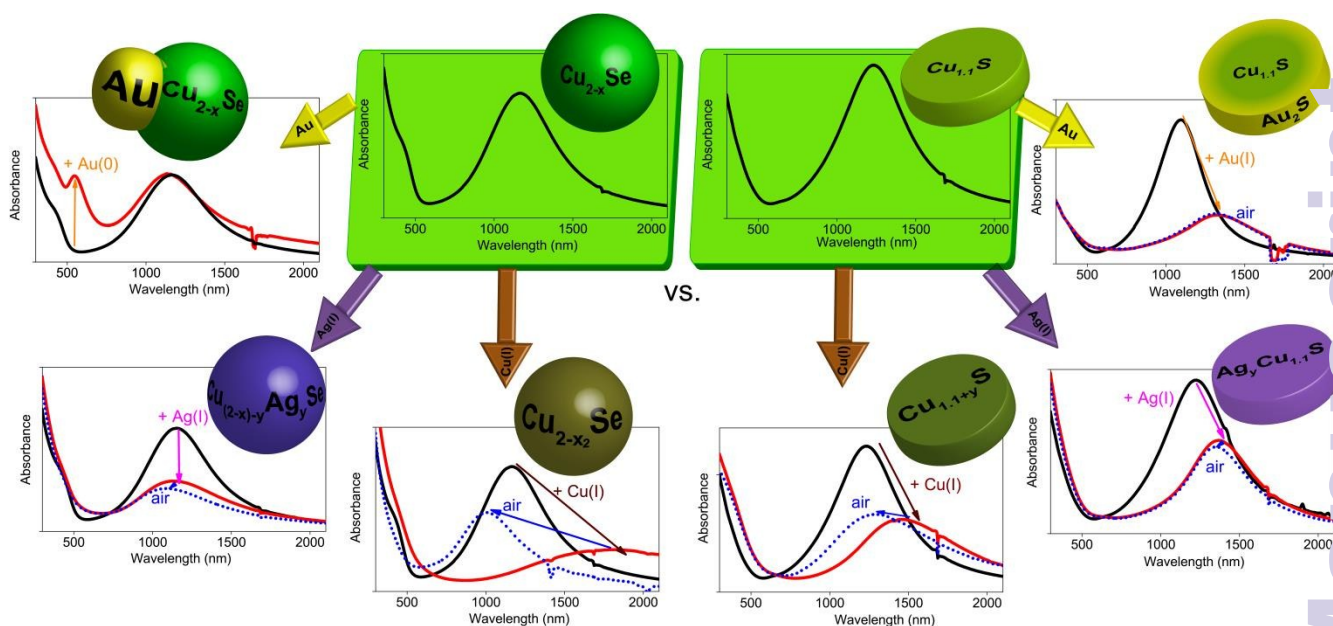 Au Cu2-xSe
Cu2-xSe
Cu1.1S
Cu1.1S
Au2S
Au
Au
+ Au(0)
Absorbance
500 1000 1500 2000
Wavelength (nm)
Absorbance
500 1000 1500 2000
Wavelength (nm)
Absorbance
500 1000 1500 2000
Wavelength (nm)
+ Au(I)
air
Absorbance
500 1000 1500 2000
Wavelength (nm)
vs.
Ag(I)
Cu(I)
Cu(I)
Ag(I)
Cu(2-x)-yAgySe
+ Ag(I)
air
Absorbance
500 1000 1500 2000
Wavelength (nm)
Cu2-x2Se
+ Cu(I)
air
Absorbance
500 1000 1500 2000
Wavelength (nm)
Cu1.1+yS
+ Cu(I)
air
Absorbance
500 1000 1500 2000
Wavelength (nm)
AgyCu1.1S
+ Ag(I)
air
Absorbance
500 1000 1500 2000
Wavelength (nm)